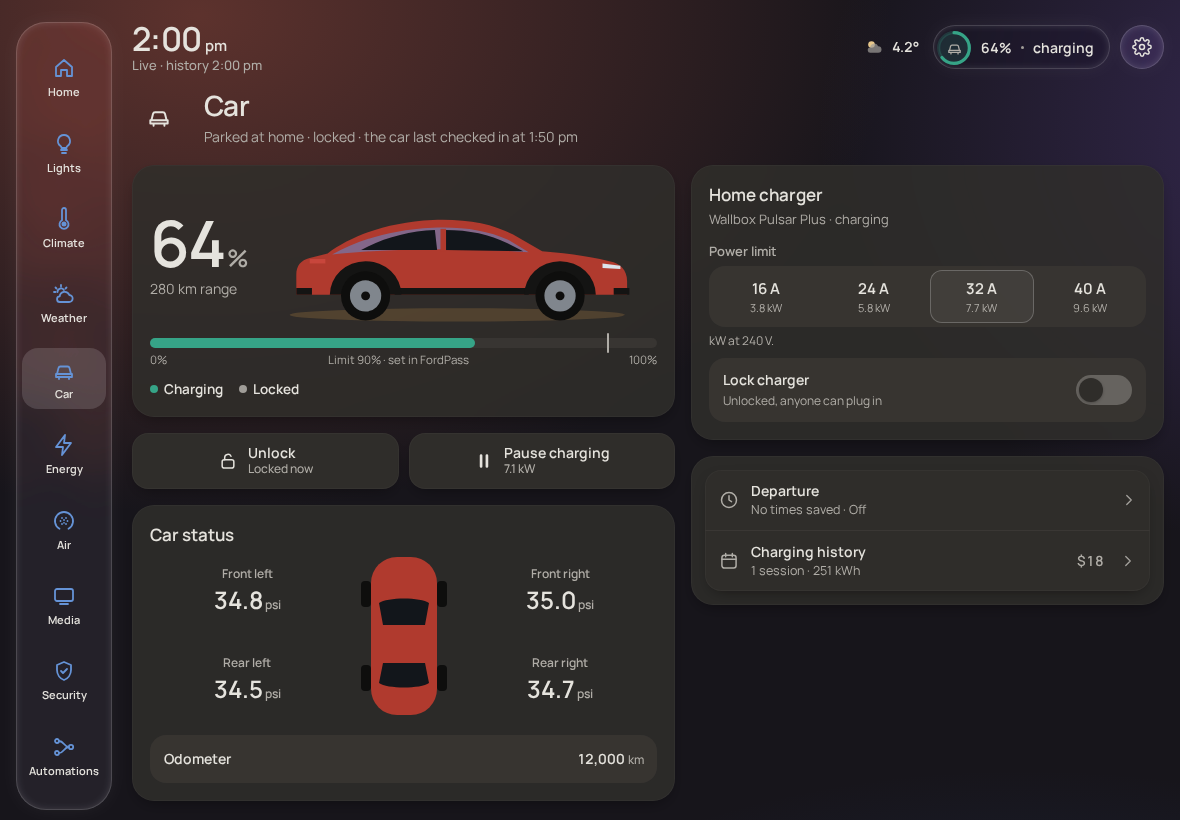 2:00 pm
Live · history 2:00 pm
4.2°
64% · charging
Home
Lights
Climate
Weather
Car
Energy
Air
Media
Security
Automations
Car
Parked at home · locked · the car last checked in at 1:50 pm
64%
280 km range
0%
Limit 90% · set in FordPass
100%
Charging
Locked
Unlock
Locked now
Pause charging
7.1 kW
Car status
Front left
34.8 psi
Front right
35.0 psi
Rear left
34.5 psi
Rear right
34.7 psi
Odometer
12,000 km
Home charger
Wallbox Pulsar Plus · charging
Power limit
16 A
3.8 kW
24 A
5.8 kW
32 A
7.7 kW
40 A
9.6 kW
kW at 240 V.
Lock charger
Unlocked, anyone can plug in
Departure
No times saved · Off
Charging history
1 session · 251 kWh
$18